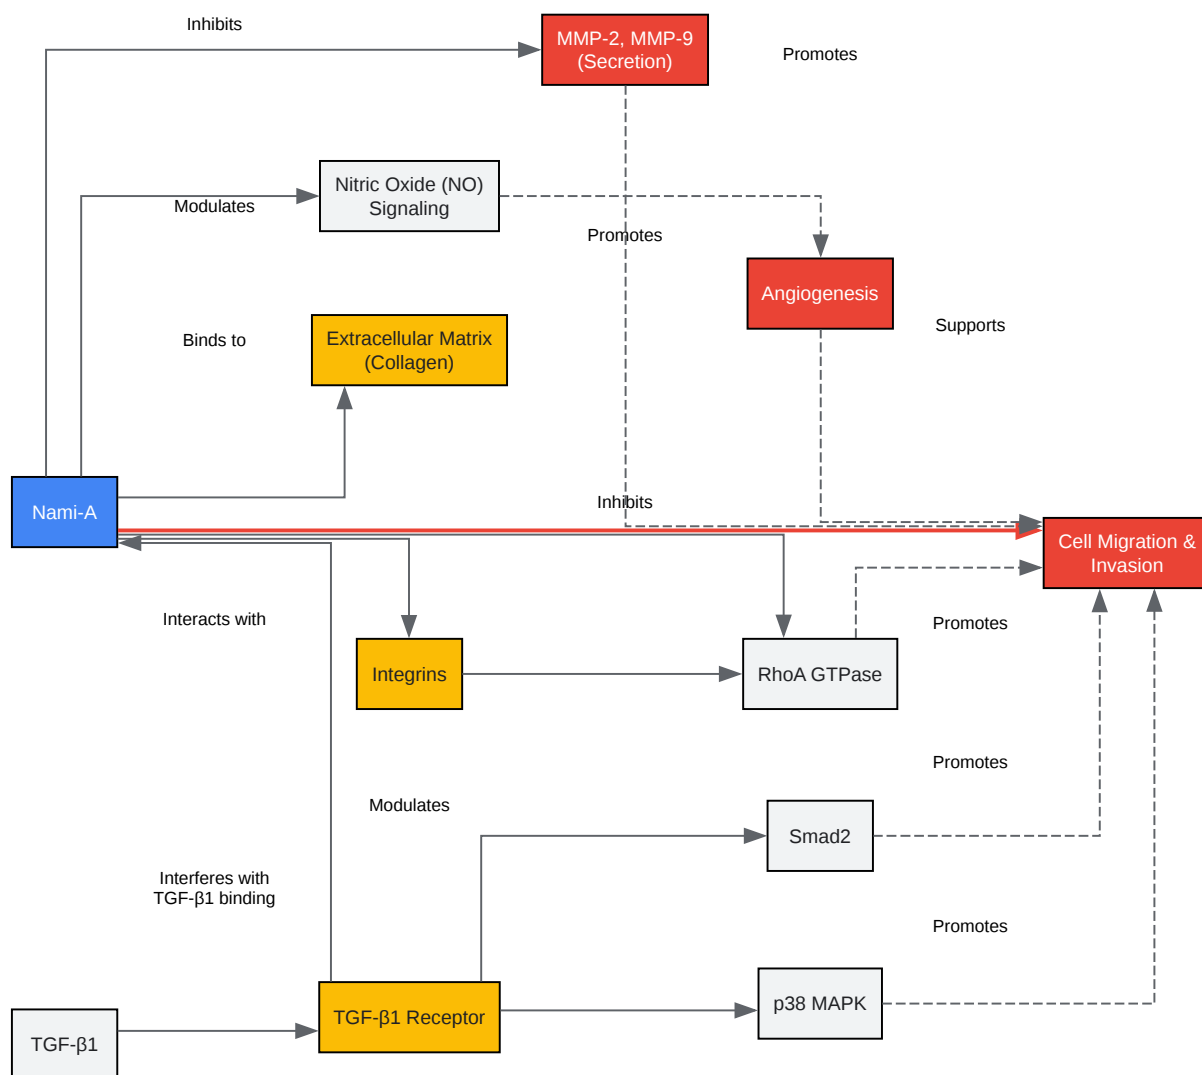 Inhibits
MMP-2, MMP-9
(Secretion)
Promotes
Nitric Oxide (NO)
Signaling
Modulates
Promotes
Angiogenesis
Supports
Binds to
Extracellular Matrix
(Collagen)
Nami-A
Inhibits
Cell Migration &
Invasion
Interacts with
Promotes
Integrins
RhoA GTPase
Promotes
Modulates
Smad2
Interferes with
TGF-β1 binding
Promotes
p38 MAPK
TGF-β1 Receptor
TGF-β1